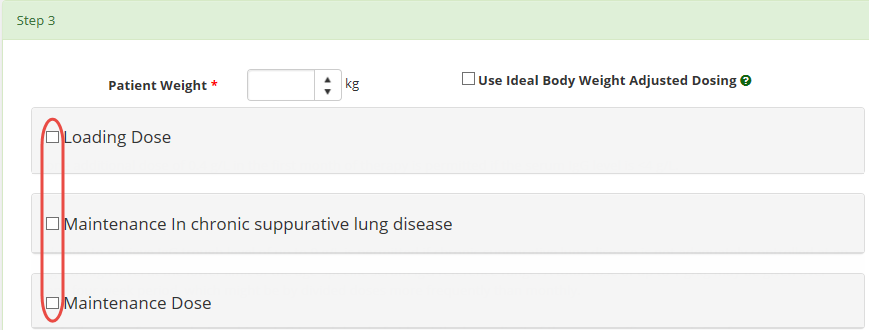 Step 3
Patient Weight * kg Use Ideal Body Weight Adjusted Dosing ?
Loading Dose
Maintenance In chronic suppurative lung disease
Maintenance Dose